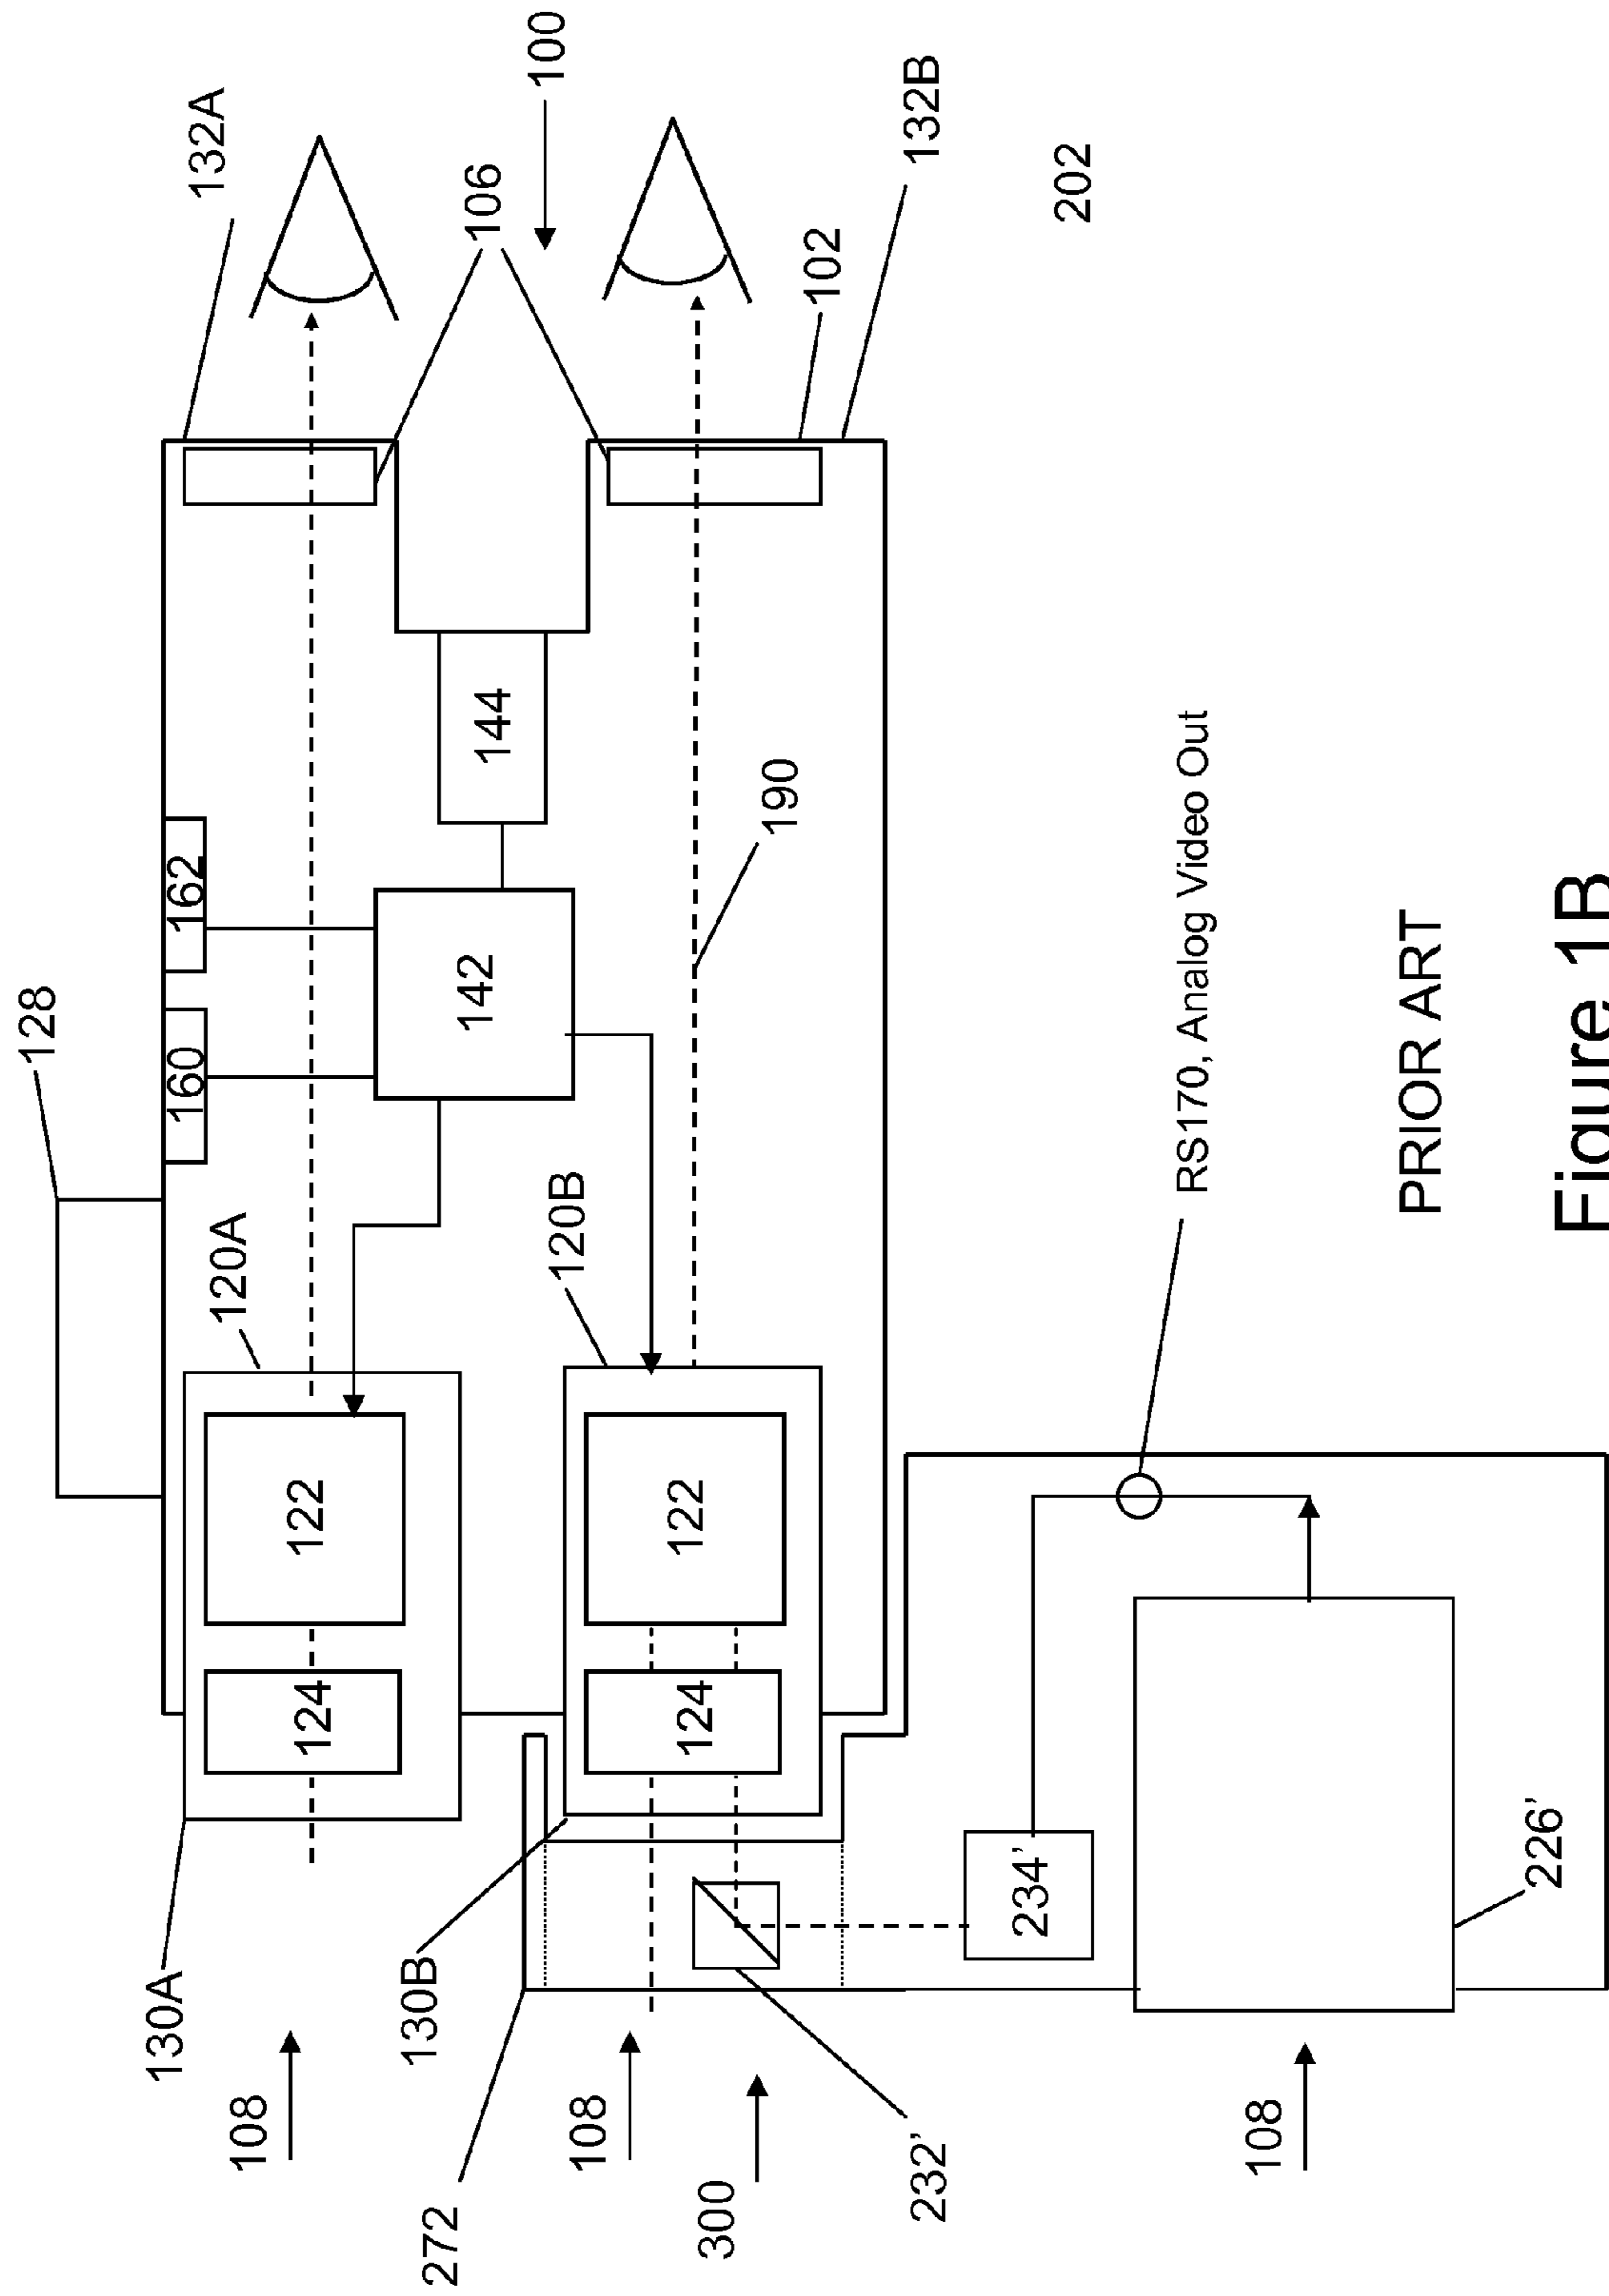 128
132A
100
106
132B
202
102
160
162
142
144
190
120A
120B
122
122
124
124
130A
130B
108
108
300
272
232'
234'
226'
108
RS170, Analog Video Out
PRIOR ART
Figure 1B